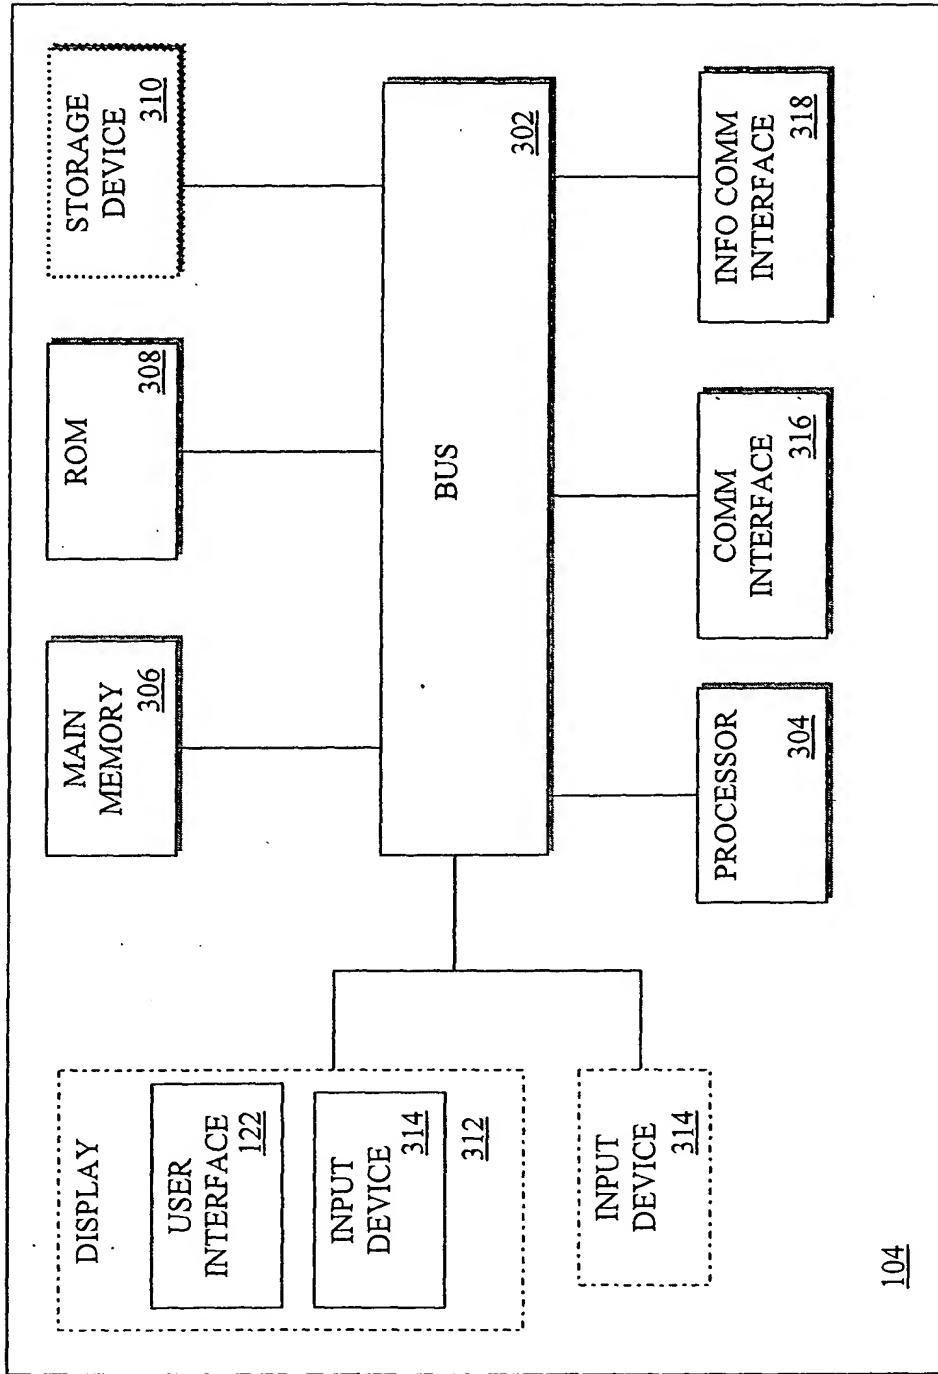 DISPLAY
USER
INTERFACE
122
INPUT
DEVICE
314
312
INPUT
DEVICE
314
104
MAIN
MEMORY
306
ROM
308
STORAGE
DEVICE
310
BUS
302
PROCESSOR
304
COMM
INTERFACE
316
INFO COMM
INTERFACE
318